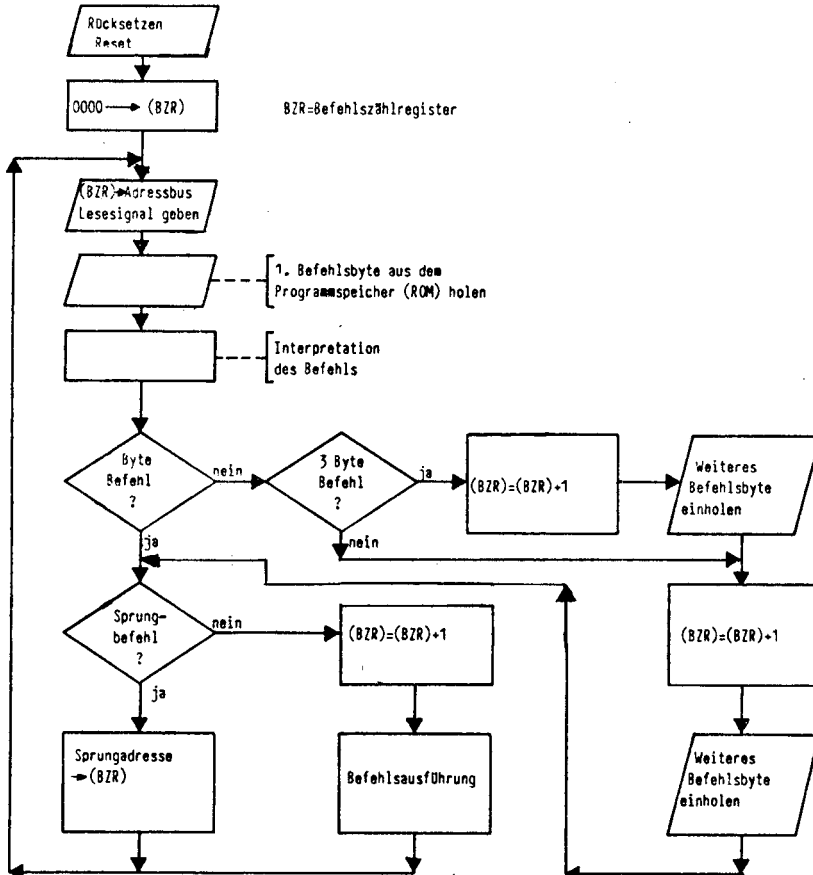 Rücksetzen
Reset
0000 → (BZR)
BZR=Befehlszählregister
(BZR)→Adressbus
Lesesignal geben
1. Befehlsbyte aus dem
Programmspeicher (ROM) holen
Interpretation
des Befehls
Byte
Befehl
?
nein
3 Byte
Befehl
?
ja
(BZR)=(BZR)+1
Weiteres
Befehlsbyte
einholen
ja
nein
Sprung-
befehl
?
nein
(BZR)=(BZR)+1
(BZR)=(BZR)+1
ja
Sprungadresse
→(BZR)
Befehlsausführung
Weiteres
Befehlsbyte
einholen